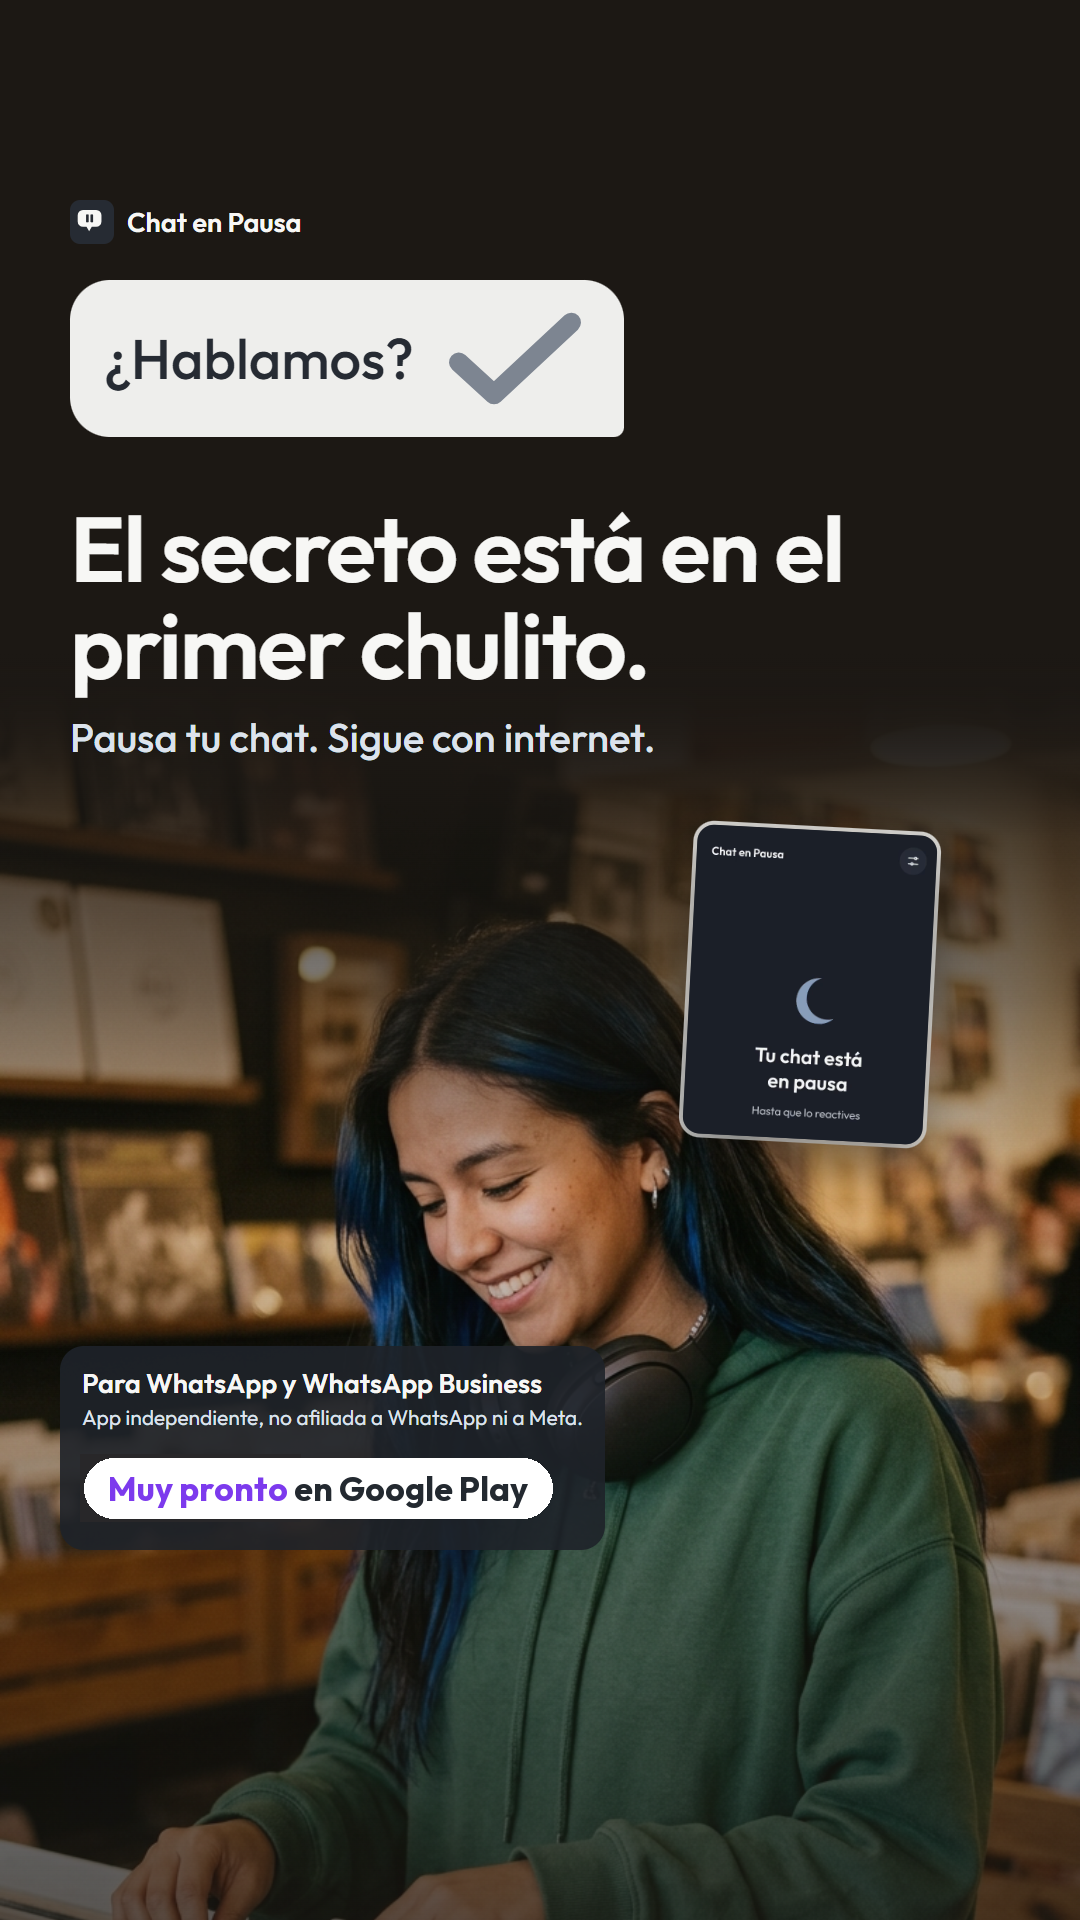 Chat en Pausa
¿Hablamos?
El secreto está en el
primer chulito.
Pausa tu chat. Sigue con internet.
Chat en Pausa
Tu chat está
en pausa
Hasta que lo reactives
Para WhatsApp y WhatsApp Business
App independiente, no afiliada a WhatsApp ni a Meta.
Muy pronto en Google Play